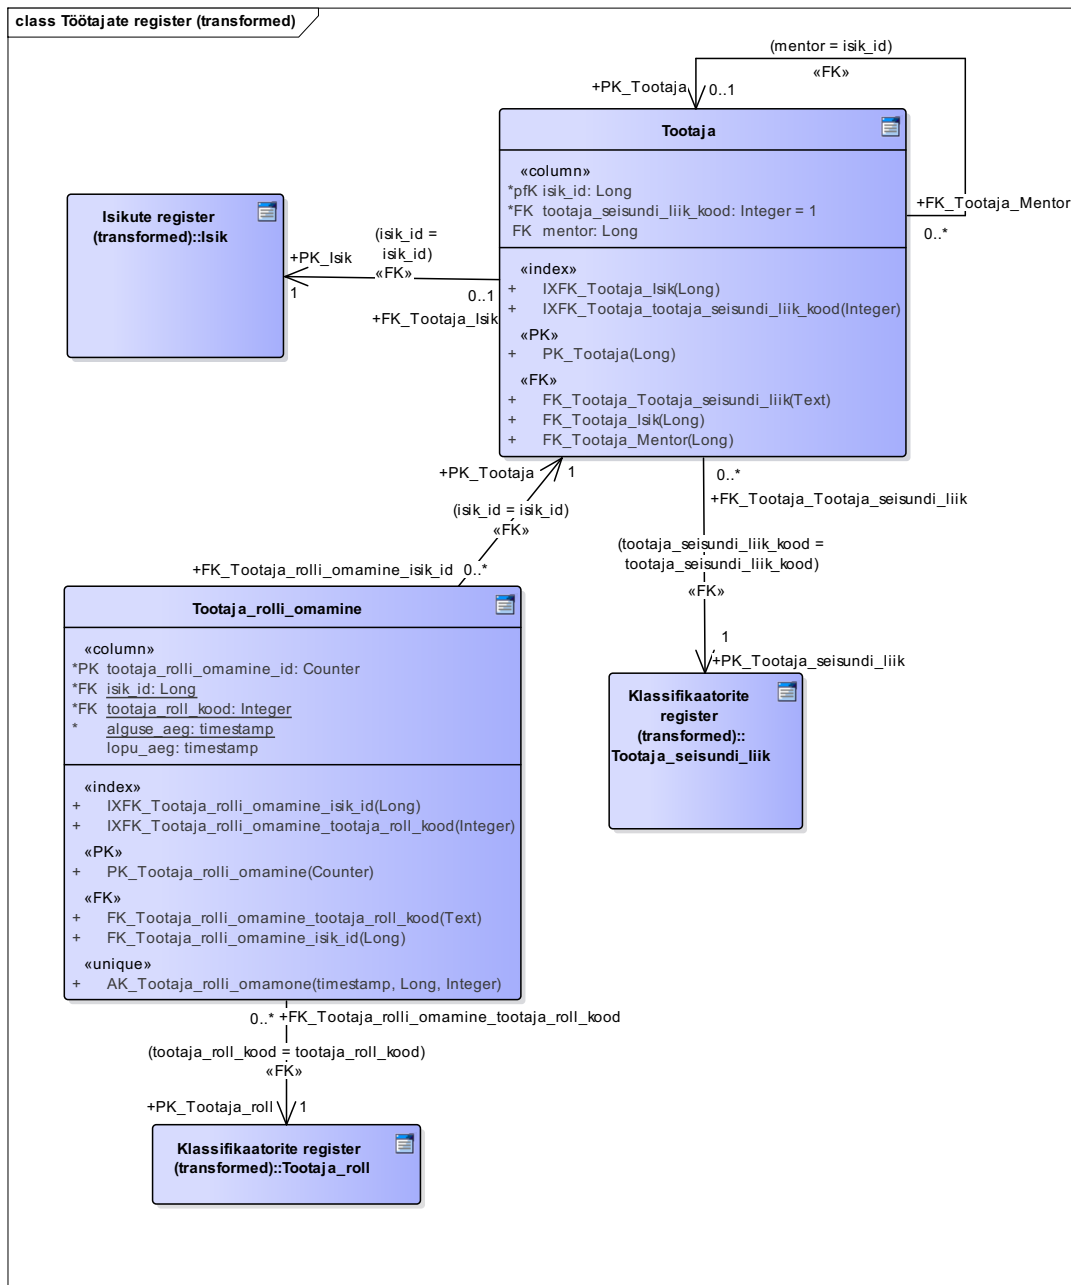 class Töötajate register (transformed)
(mentor = isik_id)
«FK»
+PK_Tootaja
0..1
Tootaja
«column»
*pfK isik_id: Long
*FK tootaja_seisundi_liik_kood: Integer = 1
FK mentor: Long
«index»
+ IXFK_Tootaja_Isik(Long)
+ IXFK_Tootaja_tootaja_seisundi_liik_kood(Integer)
«PK»
+ PK_Tootaja(Long)
«FK»
+ FK_Tootaja_Tootaja_seisundi_liik(Text)
+ FK_Tootaja_Isik(Long)
+ FK_Tootaja_Mentor(Long)
+FK_Tootaja_Mentor
0..*
Isikute register
(transformed)::Isik
(isik_id =
isik_id)
«FK»
+PK_Isik
1
0..1
+FK_Tootaja_Isik
+PK_Tootaja
1
(isik_id = isik_id)
«FK»
+FK_Tootaja_rolli_omamine_isik_id 0..*
0..*
+FK_Tootaja_Tootaja_seisundi_liik
(tootaja_seisundi_liik_kood =
tootaja_seisundi_liik_kood)
«FK»
1
+PK_Tootaja_seisundi_liik
Klassifikaatorite
register
(transformed)::
Tootaja_seisundi_liik
Tootaja_rolli_omamine
«column»
*PK tootaja_rolli_omamine_id: Counter
*FK isik_id: Long
*FK tootaja_roll_kood: Integer
* alguse_aeg: timestamp
lopu_aeg: timestamp
«index»
+ IXFK_Tootaja_rolli_omamine_isik_id(Long)
+ IXFK_Tootaja_rolli_omamine_tootaja_roll_kood(Integer)
«PK»
+ PK_Tootaja_rolli_omamine(Counter)
«FK»
+ FK_Tootaja_rolli_omamine_tootaja_roll_kood(Text)
+ FK_Tootaja_rolli_omamine_isik_id(Long)
«unique»
+ AK_Tootaja_rolli_omamone(timestamp, Long, Integer)
0..* +FK_Tootaja_rolli_omamine_tootaja_roll_kood
(tootaja_roll_kood = tootaja_roll_kood)
«FK»
+PK_Tootaja_roll 1
Klassifikaatorite register
(transformed)::Tootaja_roll